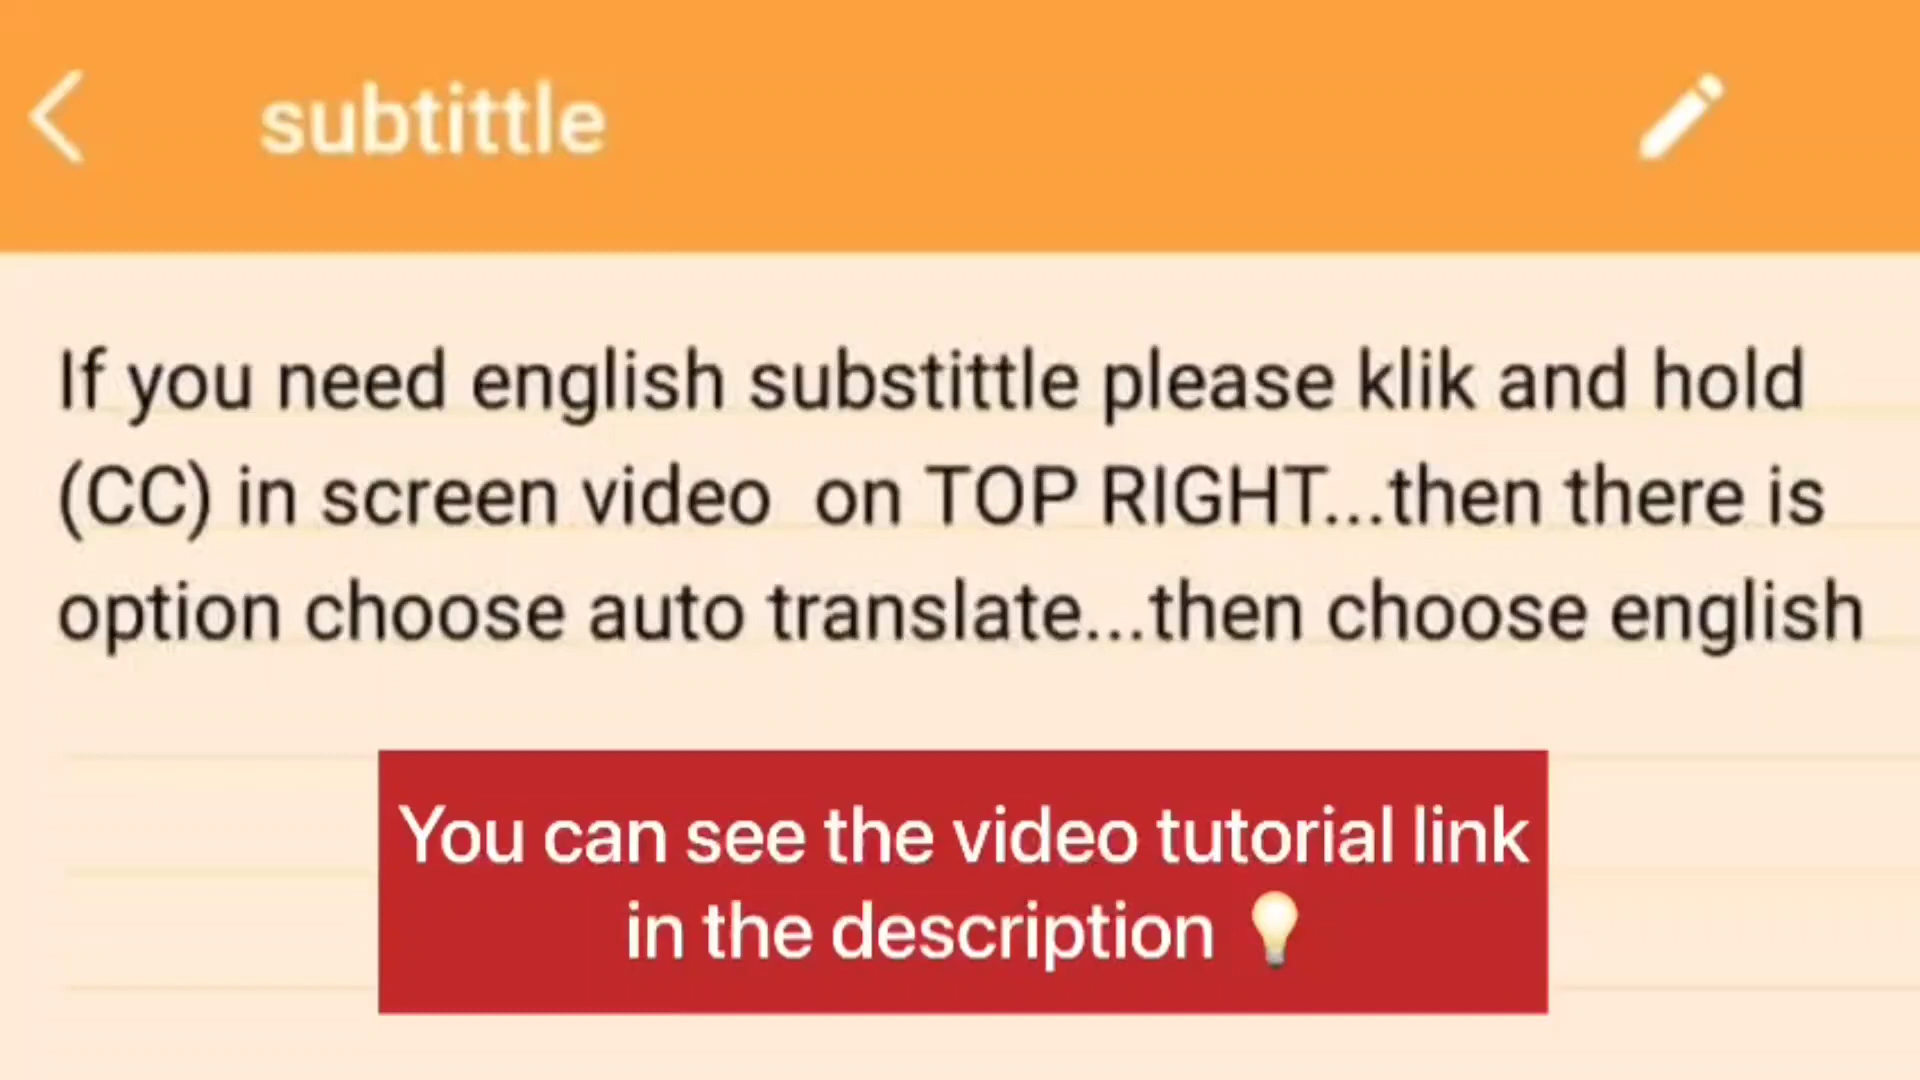 subtittle
If you need english substittle please klik and hold
(CC) in screen video  on TOP RIGHT...then there is
option choose auto translate...then choose english
You can see the video tutorial link
in the description 💡